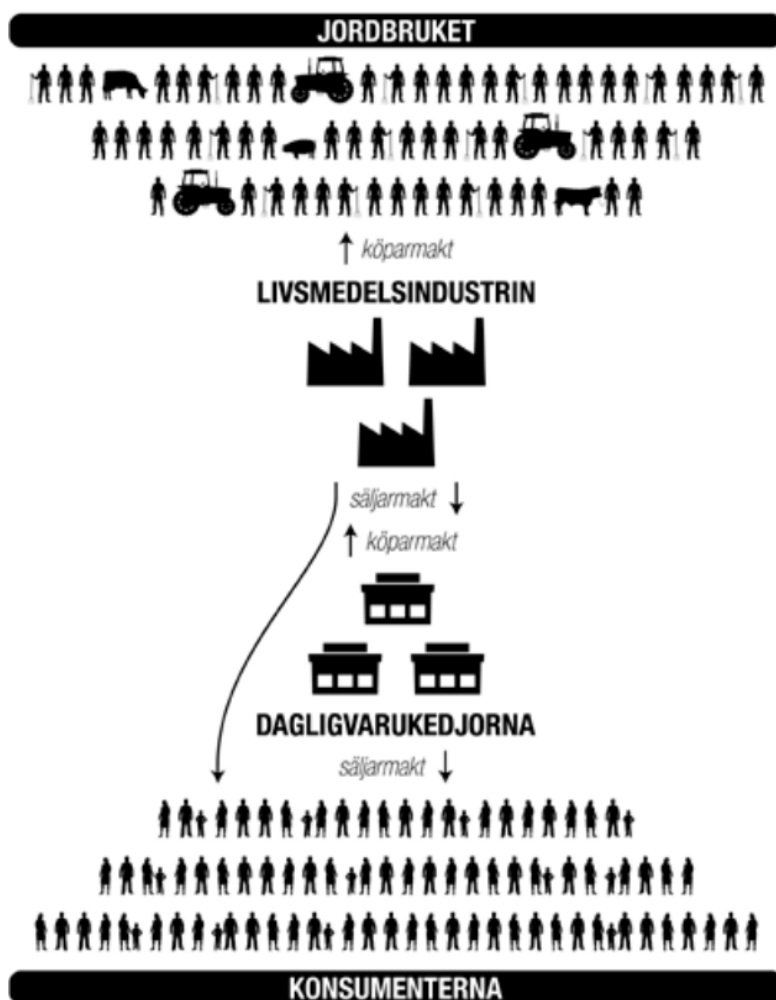 JORDBRUKET
köparmakt
LIVSMEDELSINDUSTRIN
säljarmakt
köparmakt
DAGLIGVARUKEDJORNA
säljarmakt
KONSUMENTERNA